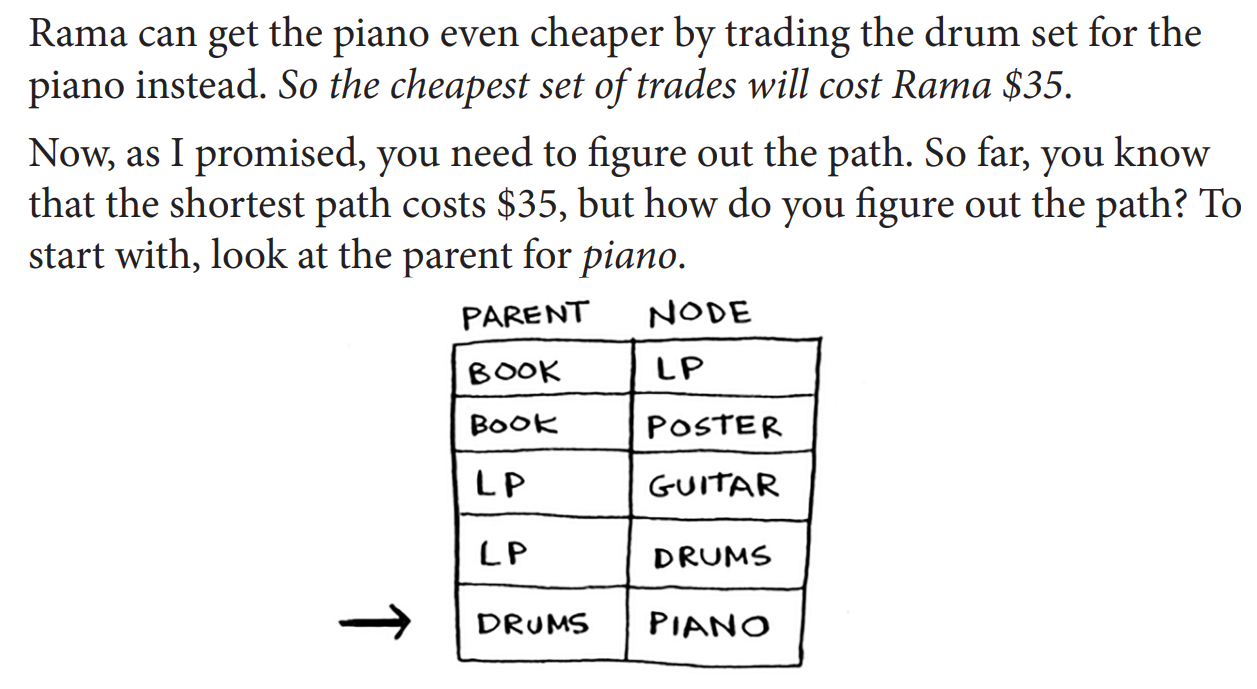 Rama can get the piano even cheaper by trading the drum set for the
piano instead. So the cheapest set of trades will cost Rama $35.
Now, as I promised, you need to figure out the path. So far, you know
that the shortest path costs $35, but how do you figure out the path? To
start with, look at the parent for piano.
PARENT NODE
BOOK LP
BOOK POSTER
LP GUITAR
LP DRUMS
DRUMS PIANO